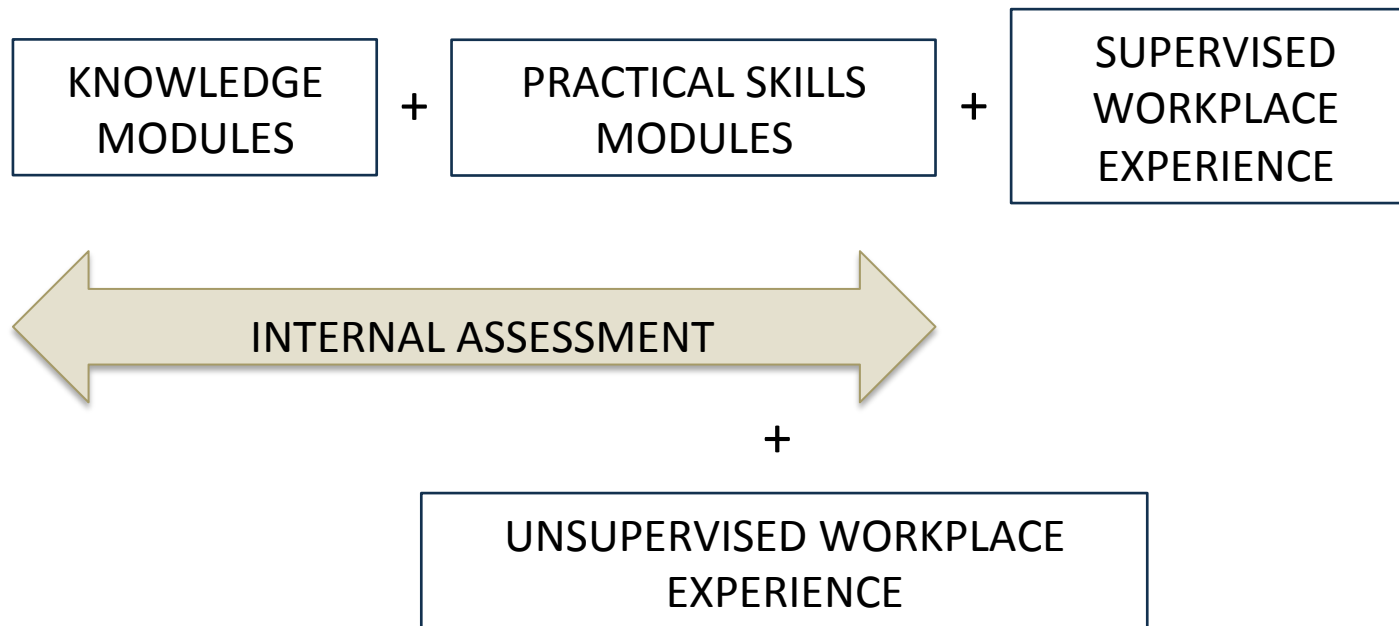 KNOWLEDGE
MODULES
+
PRACTICAL SKILLS
MODULES
+
SUPERVISED
WORKPLACE
EXPERIENCE
INTERNAL ASSESSMENT
+
UNSUPERVISED WORKPLACE
EXPERIENCE